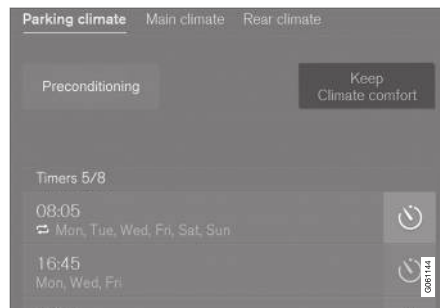 Parking climate Main climate Rear climate
Preconditioning
Keep
Climate comfort
Timers 5/8
08:05
Mon, Tue, Wed, Fri, Sat, Sun
16:45
Mon, Wed, Fri
G061144